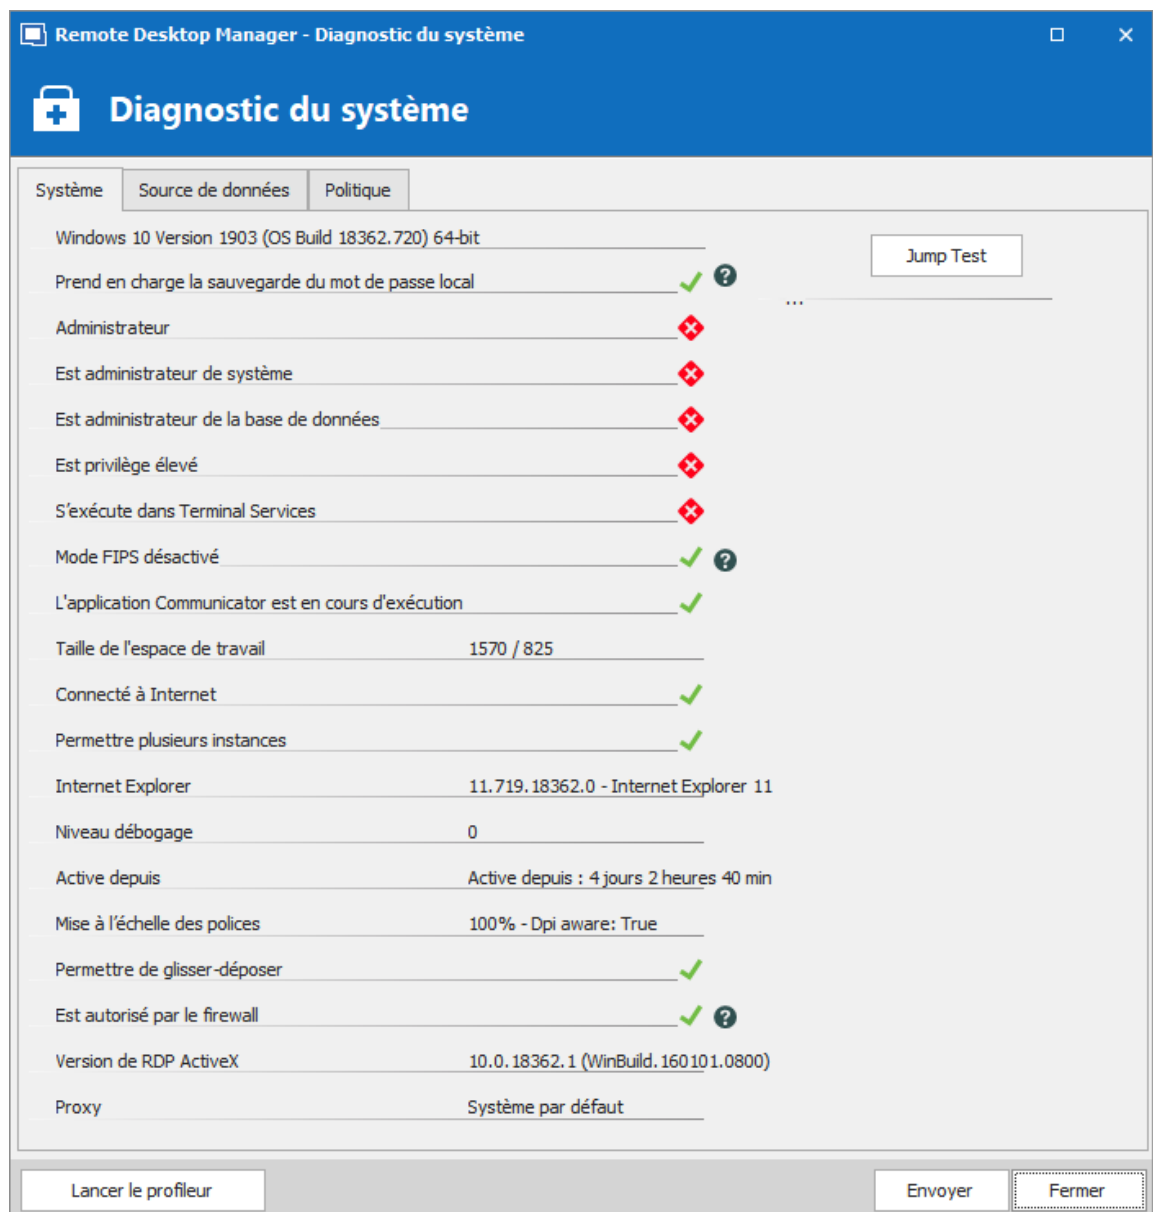 Remote Desktop Manager - Diagnostic du système
Diagnostic du système
Système Source de données Politique
Windows 10 Version 1903 (OS Build 18362.720) 64-bit
Jump Test
Prend en charge la sauvegarde du mot de passe local
...
Administrateur
Est administrateur de système
Est administrateur de la base de données
Est privilège élevé
S’exécute dans Terminal Services
Mode FIPS désactivé
L'application Communicator est en cours d'exécution
Taille de l'espace de travail 1570 / 825
Connecté à Internet
Permettre plusieurs instances
Internet Explorer 11.719.18362.0 - Internet Explorer 11
Niveau débogage 0
Active depuis Active depuis : 4 jours 2 heures 40 min
Mise à l’échelle des polices 100% - Dpi aware: True
Permettre de glisser-déposer
Est autorisé par le firewall
Version de RDP ActiveX 10.0.18362.1 (WinBuild.160101.0800)
Proxy Système par défaut
Lancer le profileur Envoyer Fermer